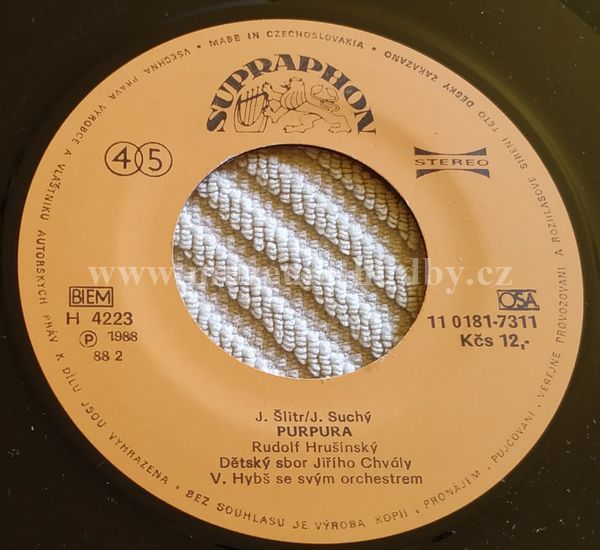 • MADE IN CZECHOSLOVAKIA • VŠECHNA PRÁVA VÝROBCE A VLASTNÍKŮ AUTORSKÝCH PRÁV K DÍLU JSOU VYHRAZENA • BEZ SOUHLASU JE VÝROBA KOPIÍ • PRONÁJEM • PŮJČOVÁNÍ • VEŘEJNÉ PROVOZOVÁNÍ A ROZHLASOVÉ ŠÍŘENÍ TÉTO DESKY ZAKÁZÁNO
SUPRAPHON
45
STEREO
BIEM
OSA
H 4223
11 0181-7311
Ⓟ 1988
Kčs 12,-
88 2
J. Šlitr/J. Suchý
PURPURA
Rudolf Hrušínský
Dětský sbor Jiřího Chvály
V. Hybš se svým orchestrem